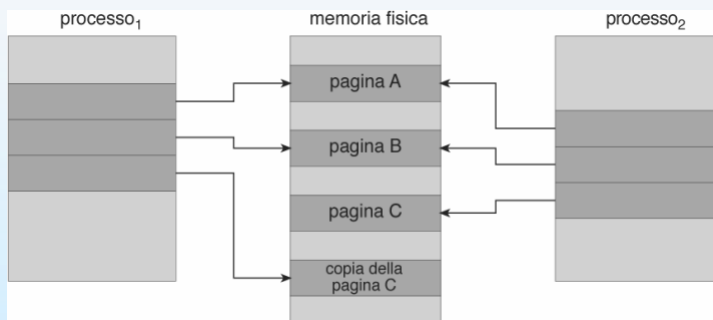 processo1
memoria fisica
processo2
pagina A
pagina B
pagina C
copia della
pagina C